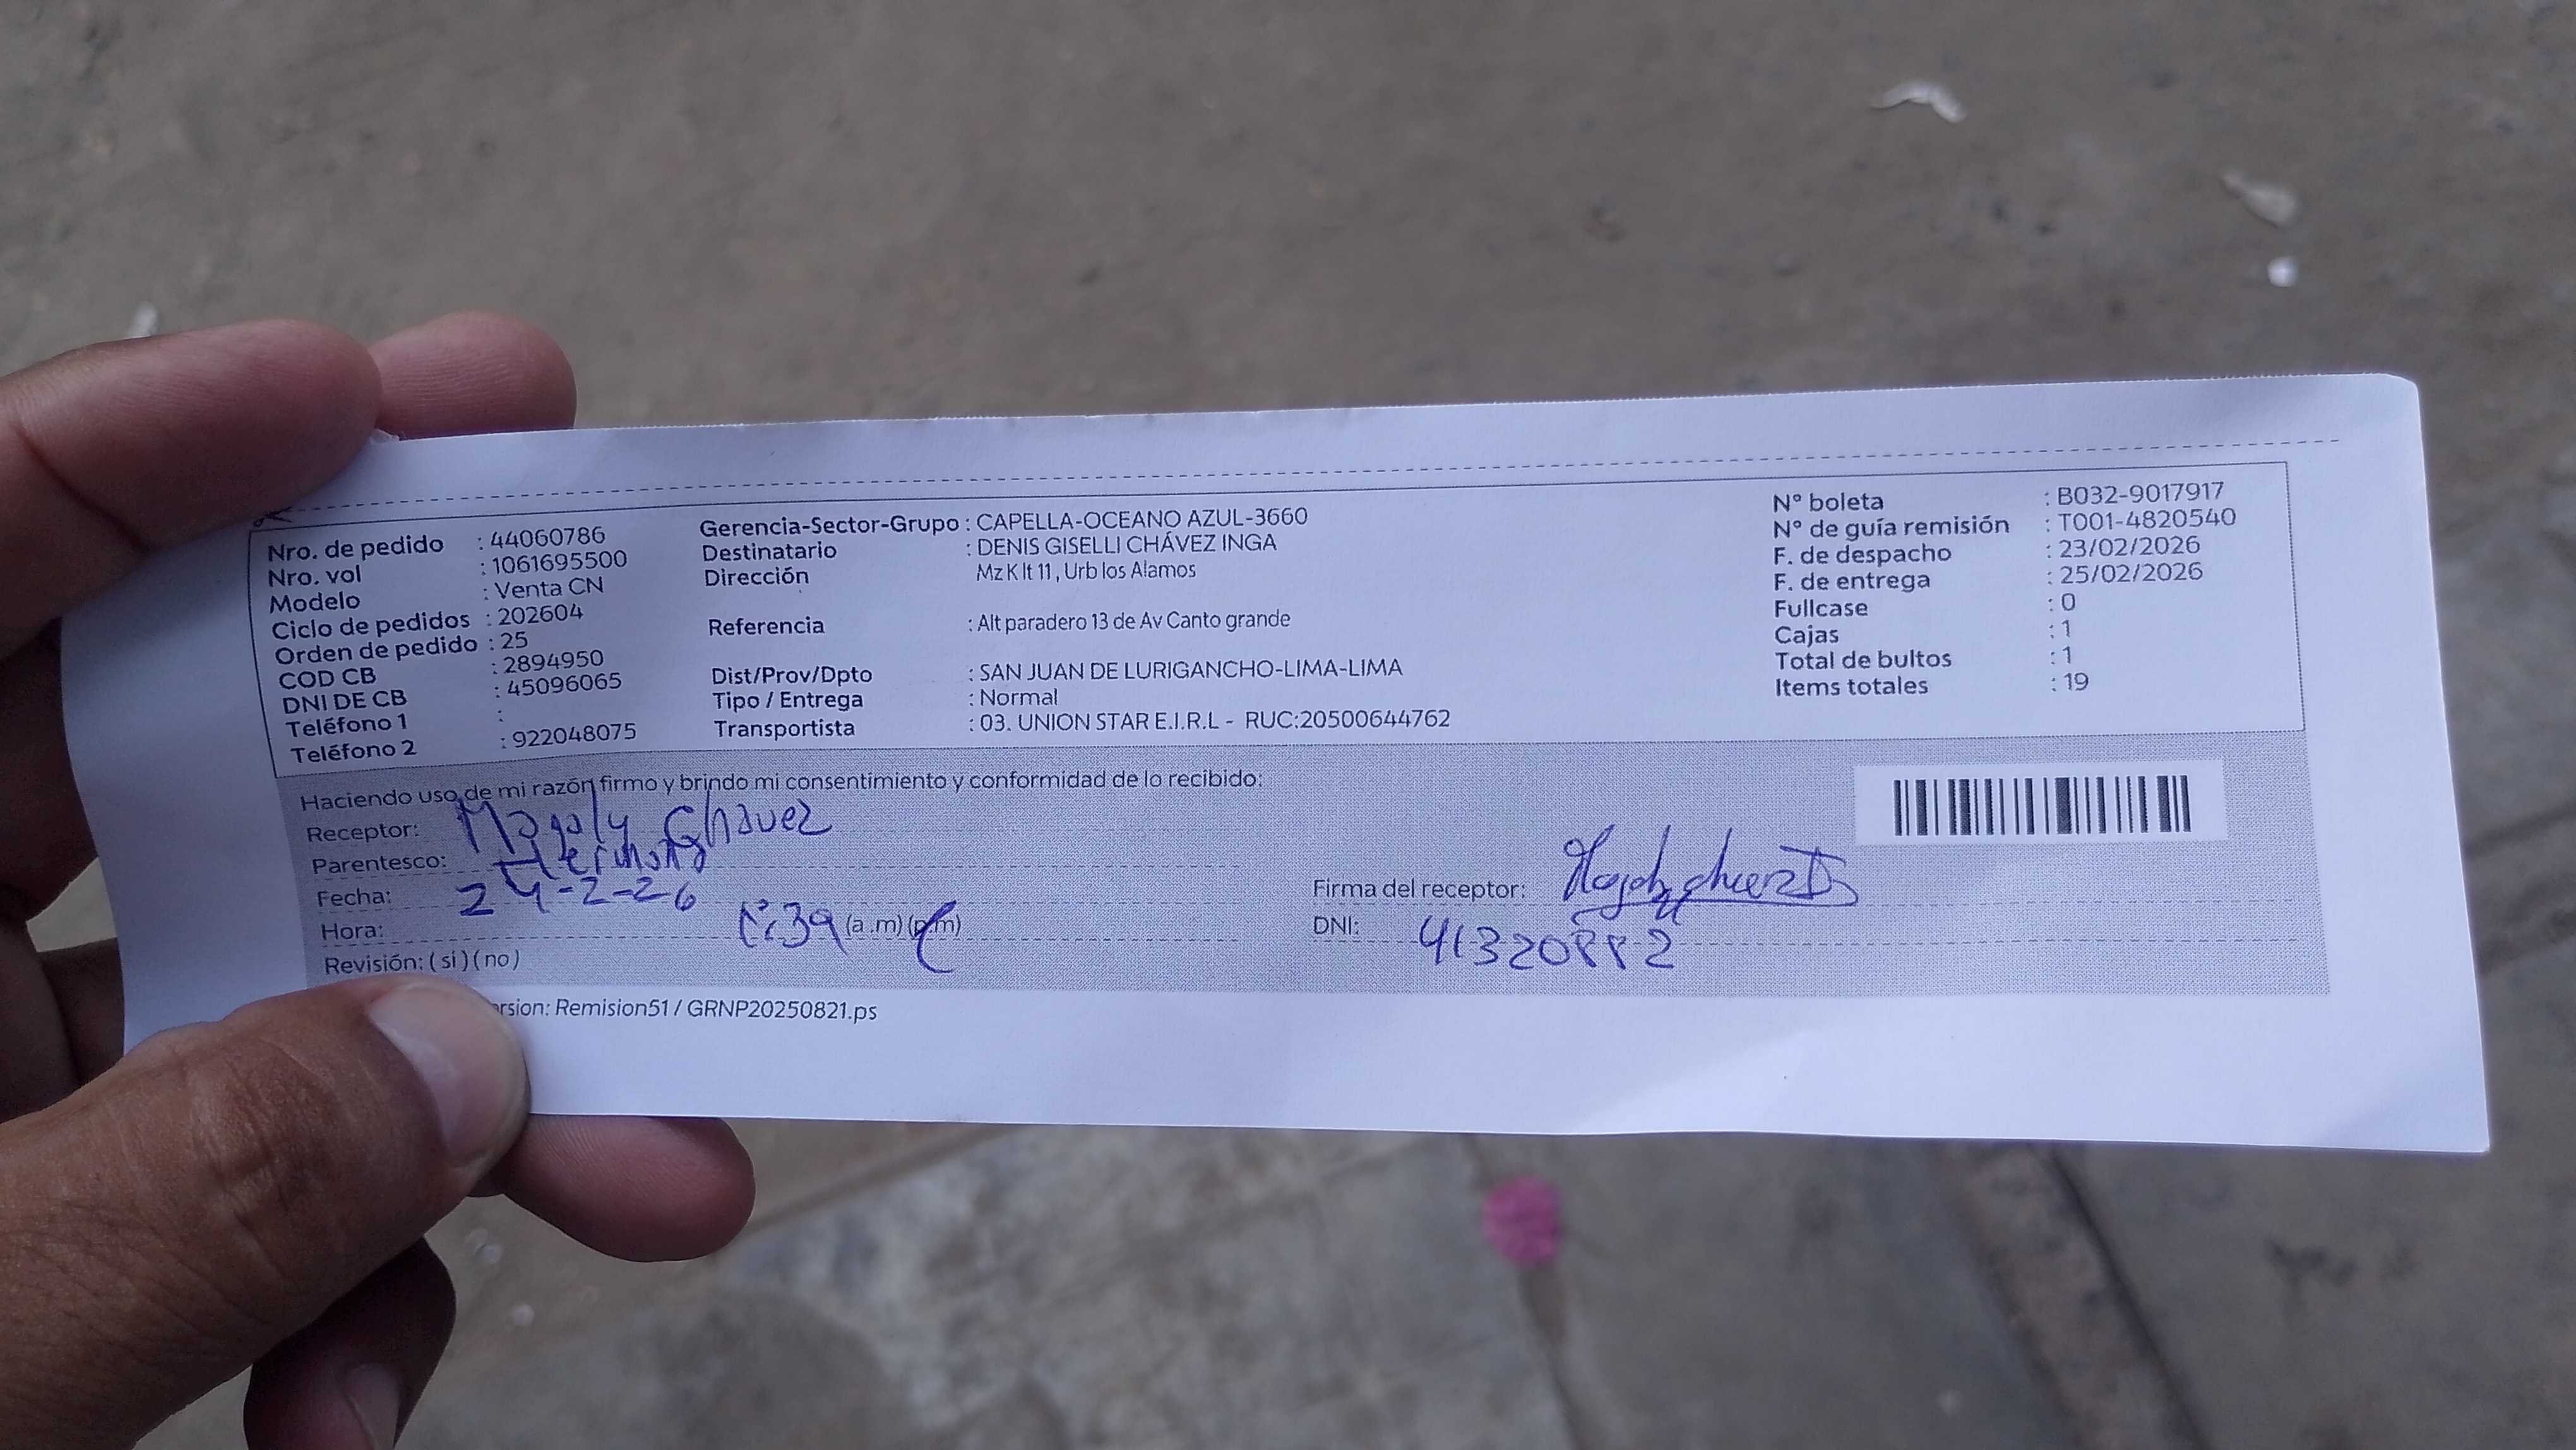 Nro. de pedido : 44060786
Nro. vol : 1061695500
Modelo : Venta CN
Ciclo de pedidos : 202604
Orden de pedido : 25
COD CB : 2894950
DNI DE CB : 45096065
Teléfono 1 :
Teléfono 2 : 922048075
Gerencia-Sector-Grupo : CAPELLA-OCEANO AZUL-3660
Destinatario : DENIS GISELLI CHÁVEZ INGA
Dirección Mz K lt 11, Urb los Alamos
Referencia : Alt paradero 13 de Av Canto grande
Dist/Prov/Dpto : SAN JUAN DE LURIGANCHO-LIMA-LIMA
Tipo / Entrega : Normal
Transportista : 03. UNION STAR E.I.R.L - RUC:20500644762
N° boleta : B032-9017917
N° de guía remisión : T001-4820540
F. de despacho : 23/02/2026
F. de entrega : 25/02/2026
Fullcase : 0
Cajas : 1
Total de bultos : 1
Items totales : 19
Haciendo uso de mi razón firmo y brindo mi consentimiento y conformidad de lo recibido:
Receptor: Magaly Chavez
Parentesco: Hermana
Fecha: 24-2-26
Hora: (a.m) (p.m)
Revisión: (si) (no)
Firma del receptor:
DNI: 41320882
rsion: Remision51 / GRNP20250821.ps